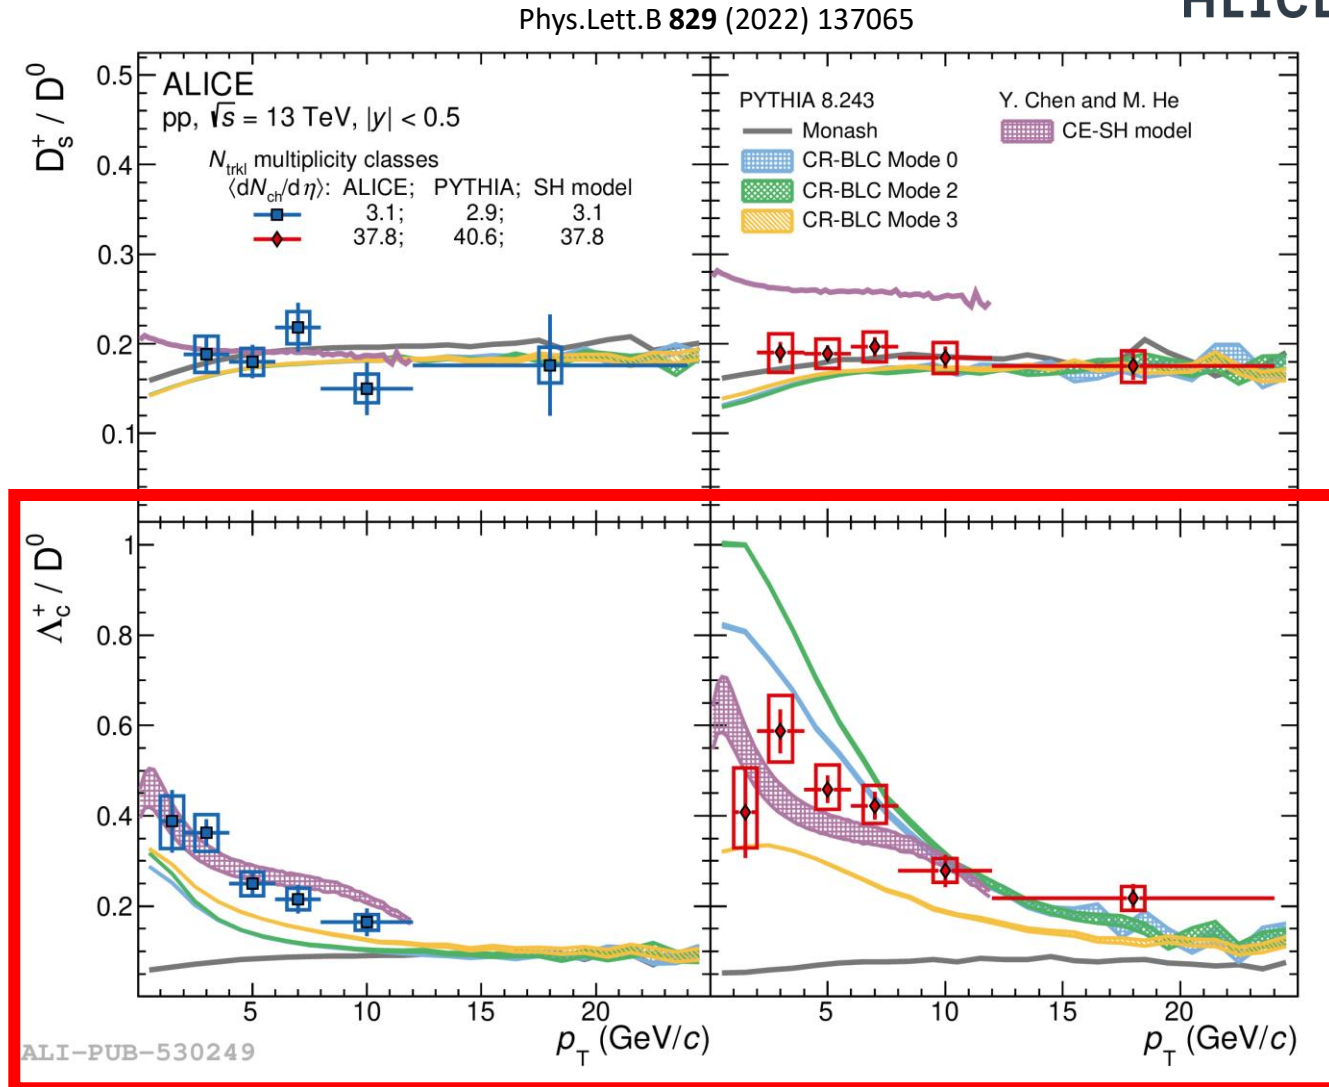 Phys.Lett.B 829 (2022) 137065
ALICE
pp, √s = 13 TeV, |y| < 0.5
N_trkl multiplicity classes
⟨dN_ch/dη⟩: ALICE; PYTHIA; SH model
3.1; 2.9; 3.1
37.8; 40.6; 37.8
PYTHIA 8.243
Monash
CR-BLC Mode 0
CR-BLC Mode 2
CR-BLC Mode 3
Y. Chen and M. He
CE-SH model
D_s^+ / D^0
0.5
0.4
0.3
0.2
0.1
Λ_c^+ / D^0
1
0.8
0.6
0.4
0.2
5 10 15 20
p_T (GeV/c)
5 10 15 20
p_T (GeV/c)
ALI-PUB-530249